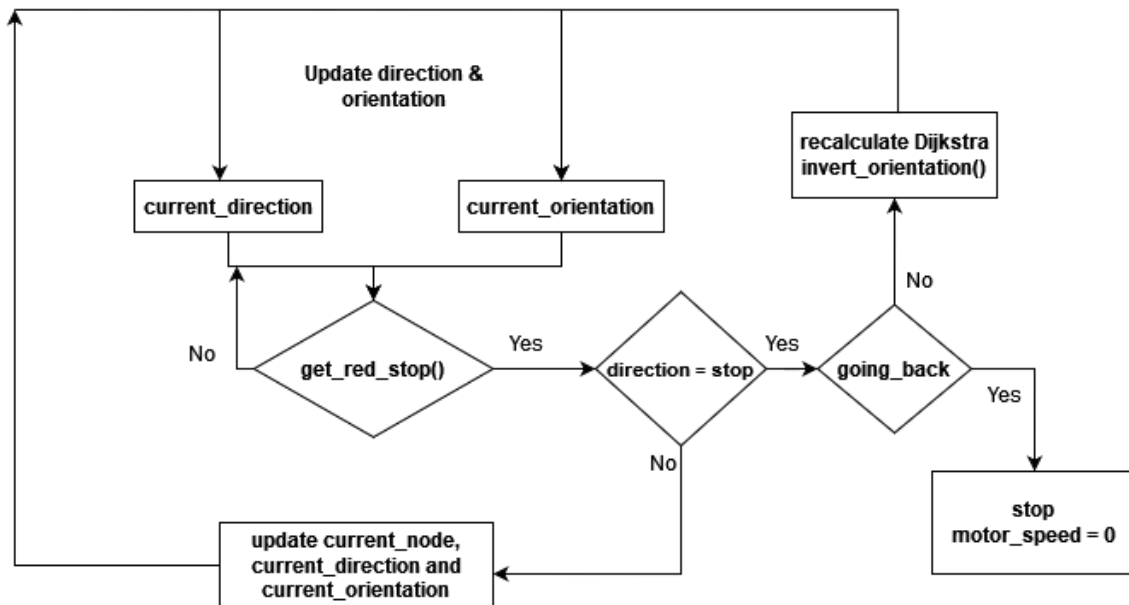 Update direction &
orientation
recalculate Dijkstra
invert_orientation()
current_direction
current_orientation
No
No
get_red_stop()
Yes
direction = stop
Yes
going_back
Yes
No
stop
motor_speed = 0
update current_node,
current_direction and
current_orientation